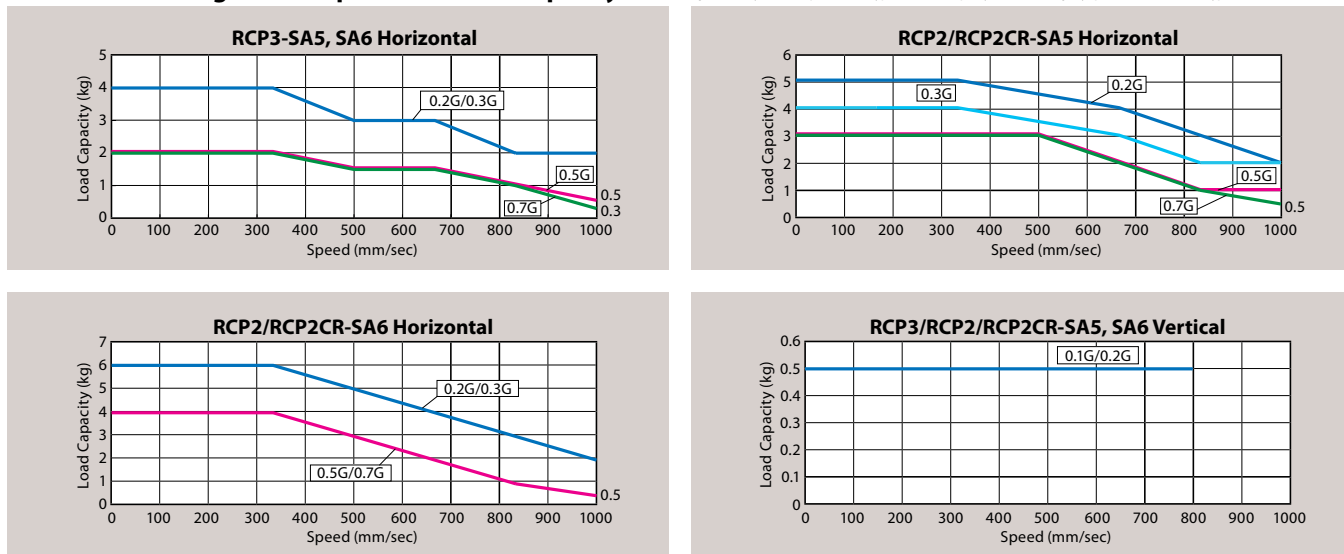 RCP3-SA5, SA6 Horizontal
Load Capacity (kg)
5
4
3
2
1
0
0.2G/0.3G
0.5G
0.7G
0.5
0.3
0 100 200 300 400 500 600 700 800 900 1000
Speed (mm/sec)
RCP2/RCP2CR-SA5 Horizontal
Load Capacity (kg)
6
5
4
3
2
1
0
0.2G
0.3G
0.5G
0.7G
0.5
0 100 200 300 400 500 600 700 800 900 1000
Speed (mm/sec)
RCP2/RCP2CR-SA6 Horizontal
Load Capacity (kg)
7
6
5
4
3
2
1
0
0.2G/0.3G
0.5G/0.7G
0.5
0 100 200 300 400 500 600 700 800 900 1000
Speed (mm/sec)
RCP3/RCP2/RCP2CR-SA5, SA6 Vertical
Load Capacity (kg)
0.6
0.5
0.4
0.3
0.2
0.1
0
0.1G/0.2G
0 100 200 300 400 500 600 700 800 900 1000
Speed (mm/sec)